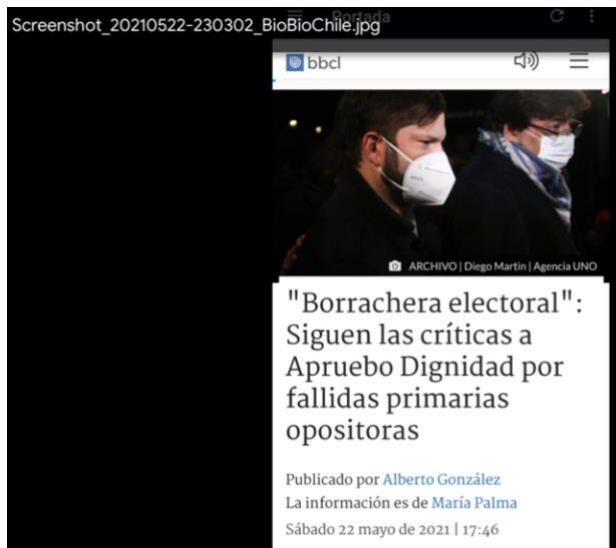 Portada
Screenshot_20210522-230302_BioBioChile.jpg
bbcl
ARCHIVO | Diego Martin | Agencia UNO
"Borrachera electoral":
Siguen las críticas a
Apruebo Dignidad por
fallidas primarias
opositoras
Publicado por Alberto González
La información es de María Palma
Sábado 22 mayo de 2021 | 17:46